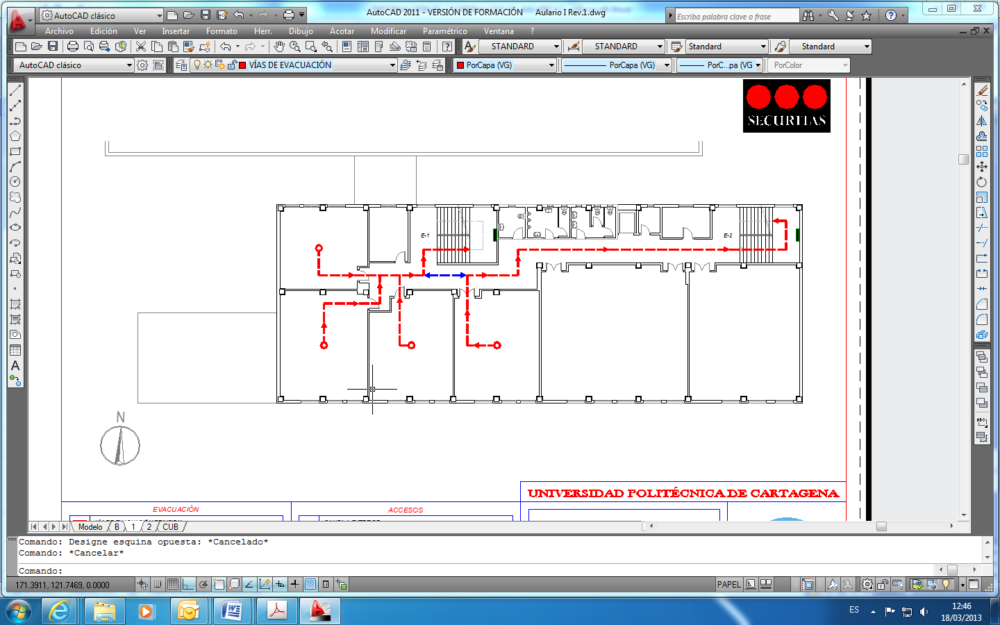 AutoCAD clásico
AutoCAD 2011 - VERSIÓN DE FORMACIÓN Aulario I Rev.1.dwg
Escriba palabra clave o frase
Archivo Edición Ver Insertar Formato Herr. Dibujo Acotar Modificar Paramétrico Ventana ?
STANDARD STANDARD Standard Standard
AutoCAD clásico VÍAS DE EVACUACIÓN PorCapa (VG) PorCapa (VG) PorC...pa (VG PorColor
SECURITAS
E-1 E-2
N
UNIVERSIDAD POLITÉCNICA DE CARTAGENA
EVACUACIÓN ACCESOS
Modelo B 1 2 CUB
Comando: Designe esquina opuesta: *Cancelado*
Comando: *Cancelar*
Comando:
171.3911, 121.7469, 0.0000 PAPEL
ES 12:46
18/03/2013